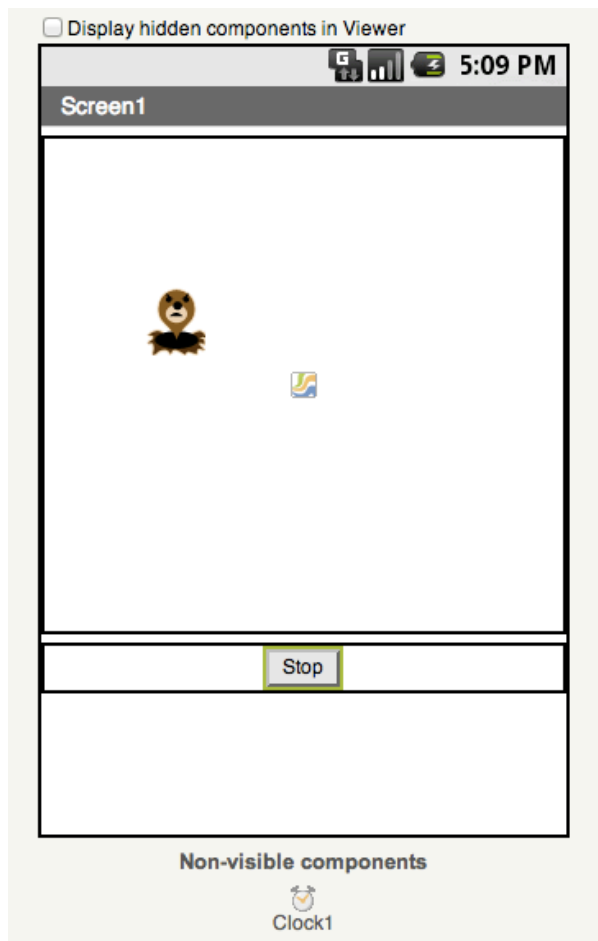 Display hidden components in Viewer
G 5:09 PM
Screen1
Stop
Non-visible components
Clock1